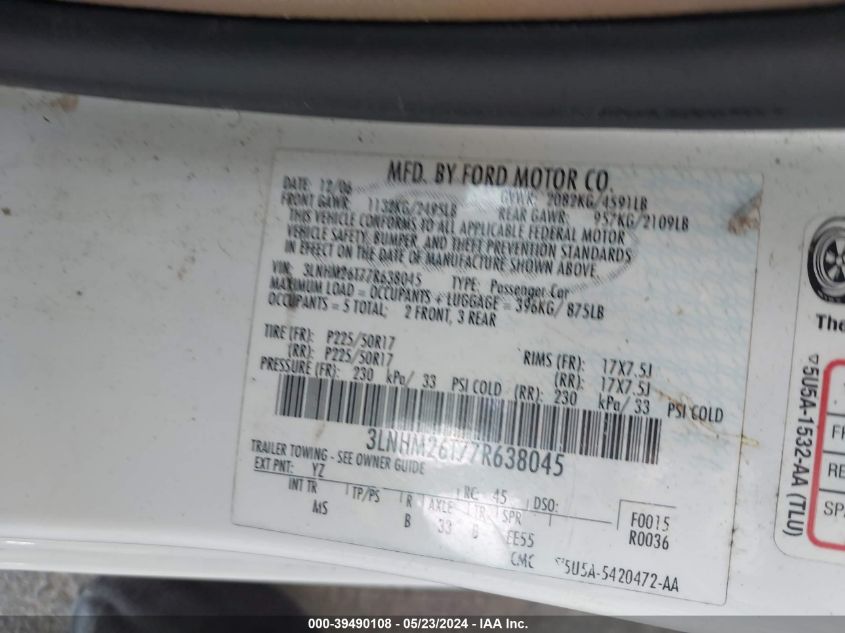 MFD. BY FORD MOTOR CO.
DATE: 12/06 GVWR: 2082KG/4591LB
FRONT GAWR: 1132KG/2495LB REAR GAWR: 957KG/2109LB
THIS VEHICLE CONFORMS TO ALL APPLICABLE FEDERAL MOTOR
VEHICLE SAFETY, BUMPER, AND THEFT PREVENTION STANDARDS
IN EFFECT ON THE DATE OF MANUFACTURE SHOWN ABOVE.
VIN: 3LNHM26T77R638045 TYPE: Passenger Car
MAXIMUM LOAD = OCCUPANTS + LUGGAGE = 396KG/ 875LB
OCCUPANTS = 5 TOTAL; 2 FRONT, 3 REAR
TIRE (FR): P225/50R17 RIMS (FR): 17X7.5J
(RR): P225/50R17 (RR): 17X7.5J
PRESSURE (FR): 230 kPa/ 33 PSI COLD (RR): 230 kPa/ 33 PSI COLD
3LNHM26T77R638045
TRAILER TOWING - SEE OWNER GUIDE
EXT PNT: YZ RC: 45 DSO:
INT TR TP/PS R AXLE TR SPR F0015
MS B 33 EE55 R0036
CMC 5U5A-5420472-AA
The
5U5A-1532-AA (TLU)
FR
RE
SPA
000-39490108 - 05/23/2024 - IAA Inc.